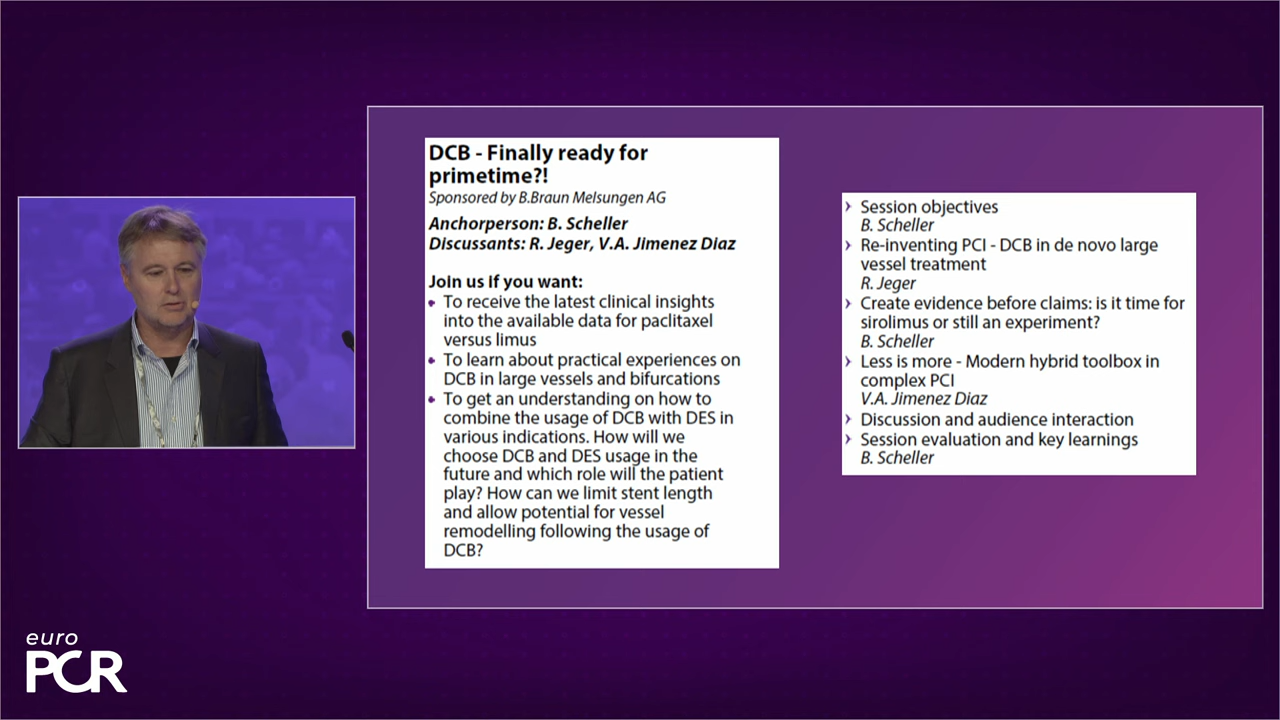 DCB - Finally ready for
primetime?!
Sponsored by B.Braun Melsungen AG
Anchorperson: B. Scheller
Discussants: R. Jeger, V.A. Jimenez Diaz
Join us if you want:
• To receive the latest clinical insights
into the available data for paclitaxel
versus limus
• To learn about practical experiences on
DCB in large vessels and bifurcations
• To get an understanding on how to
combine the usage of DCB with DES in
various indications. How will we
choose DCB and DES usage in the
future and which role will the patient
play? How can we limit stent length
and allow potential for vessel
remodelling following the usage of
DCB?
› Session objectives
B. Scheller
› Re-inventing PCI - DCB in de novo large
vessel treatment
R. Jeger
› Create evidence before claims: is it time for
sirolimus or still an experiment?
B. Scheller
› Less is more - Modern hybrid toolbox in
complex PCI
V.A. Jimenez Diaz
› Discussion and audience interaction
› Session evaluation and key learnings
B. Scheller
euro
PCR